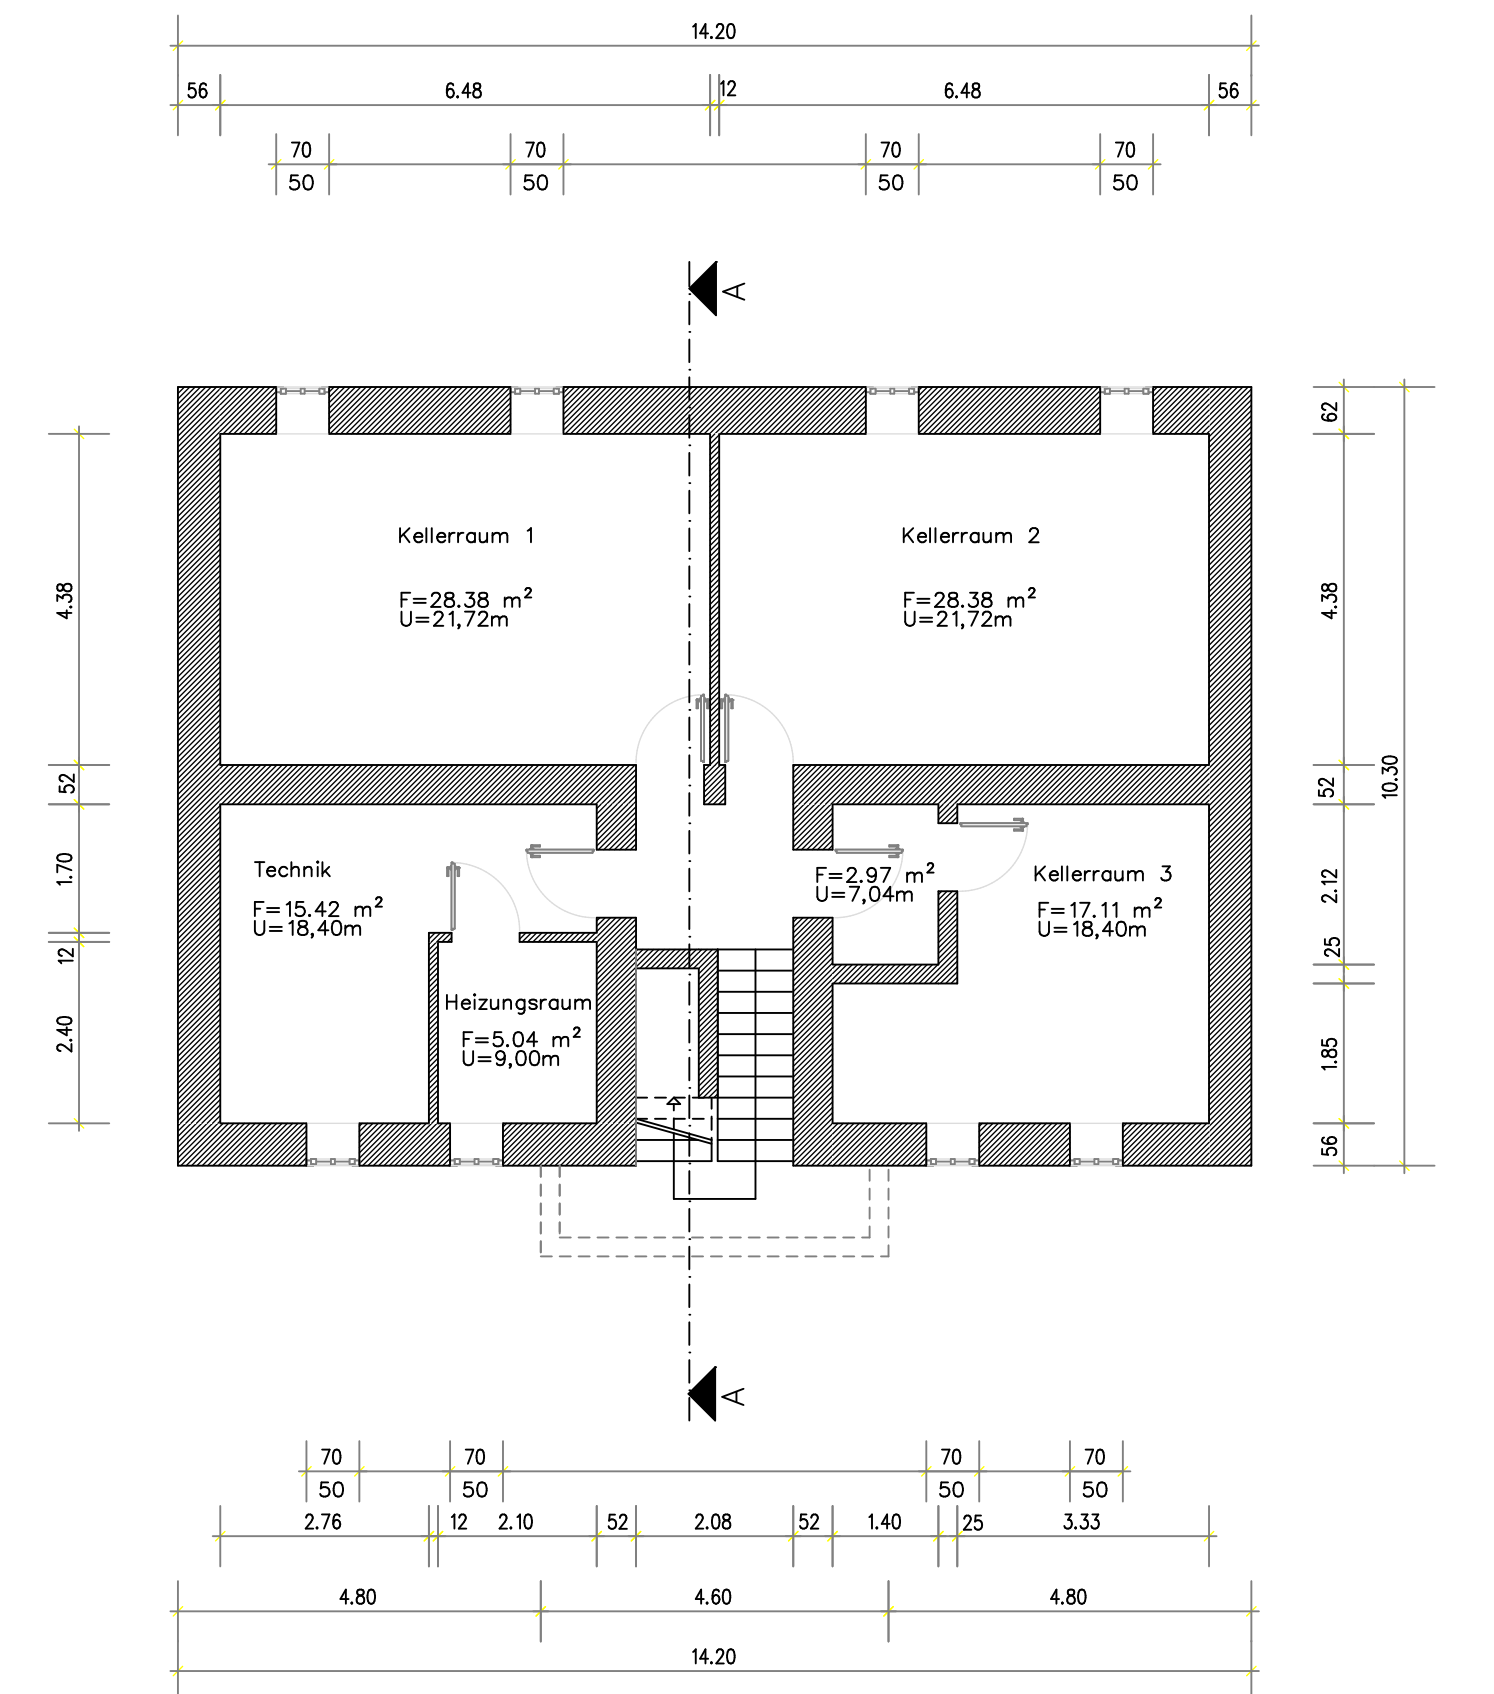 14.20
56 6.48 12 6.48 56
70 70 70 70
50 50 50 50
A
62
Kellerraum 1 Kellerraum 2
F=28.38 m² F=28.38 m²
U=21,72m U=21,72m
4.38 4.38
52 52
10.30
1.70 2.12
Technik
F=15.42 m²
U=18,40m
F=2.97 m²
U=7,04m
Kellerraum 3
F=17.11 m²
U=18,40m
12 25
Heizungsraum
F=5.04 m²
U=9,00m
2.40 1.85
56
A
70 70 70 70
50 50 50 50
2.76 12 2.10 52 2.08 52 1.40 25 3.33
4.80 4.60 4.80
14.20